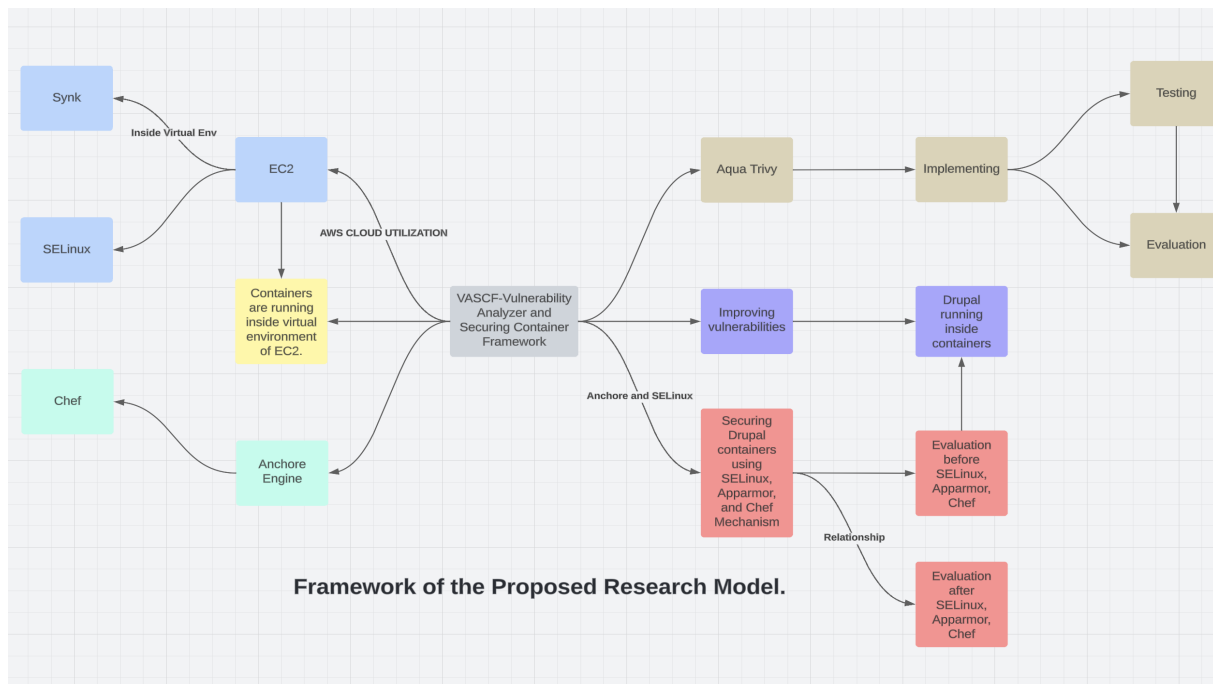 Synk
Inside Virtual Env
EC2
SELinux
AWS CLOUD UTILIZATION
Containers
are running
inside virtual
environment
of EC2.
Chef
Anchore
Engine
VASCF-Vulnerability
Analyzer and
Securing Container
Framework
Aqua Trivy
Implementing
Testing
Evaluation
Improving
vulnerabilities
Drupal
running
inside
containers
Anchore and SELinux
Securing
Drupal
containers
using
SELinux,
Apparmor,
and Chef
Mechanism
Evaluation
before
SELinux,
Apparmor,
Chef
Relationship
Evaluation
after
SELinux,
Apparmor,
Chef
Framework of the Proposed Research Model.